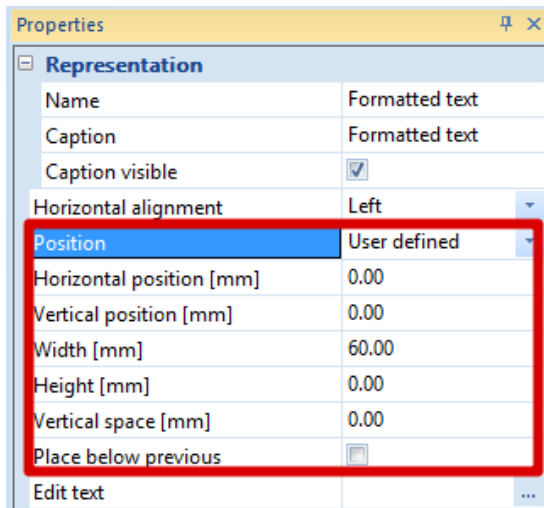 Properties
Representation
Name Formatted text
Caption Formatted text
Caption visible
Horizontal alignment Left
Position User defined
Horizontal position [mm] 0.00
Vertical position [mm] 0.00
Width [mm] 60.00
Height [mm] 0.00
Vertical space [mm] 0.00
Place below previous
Edit text ...